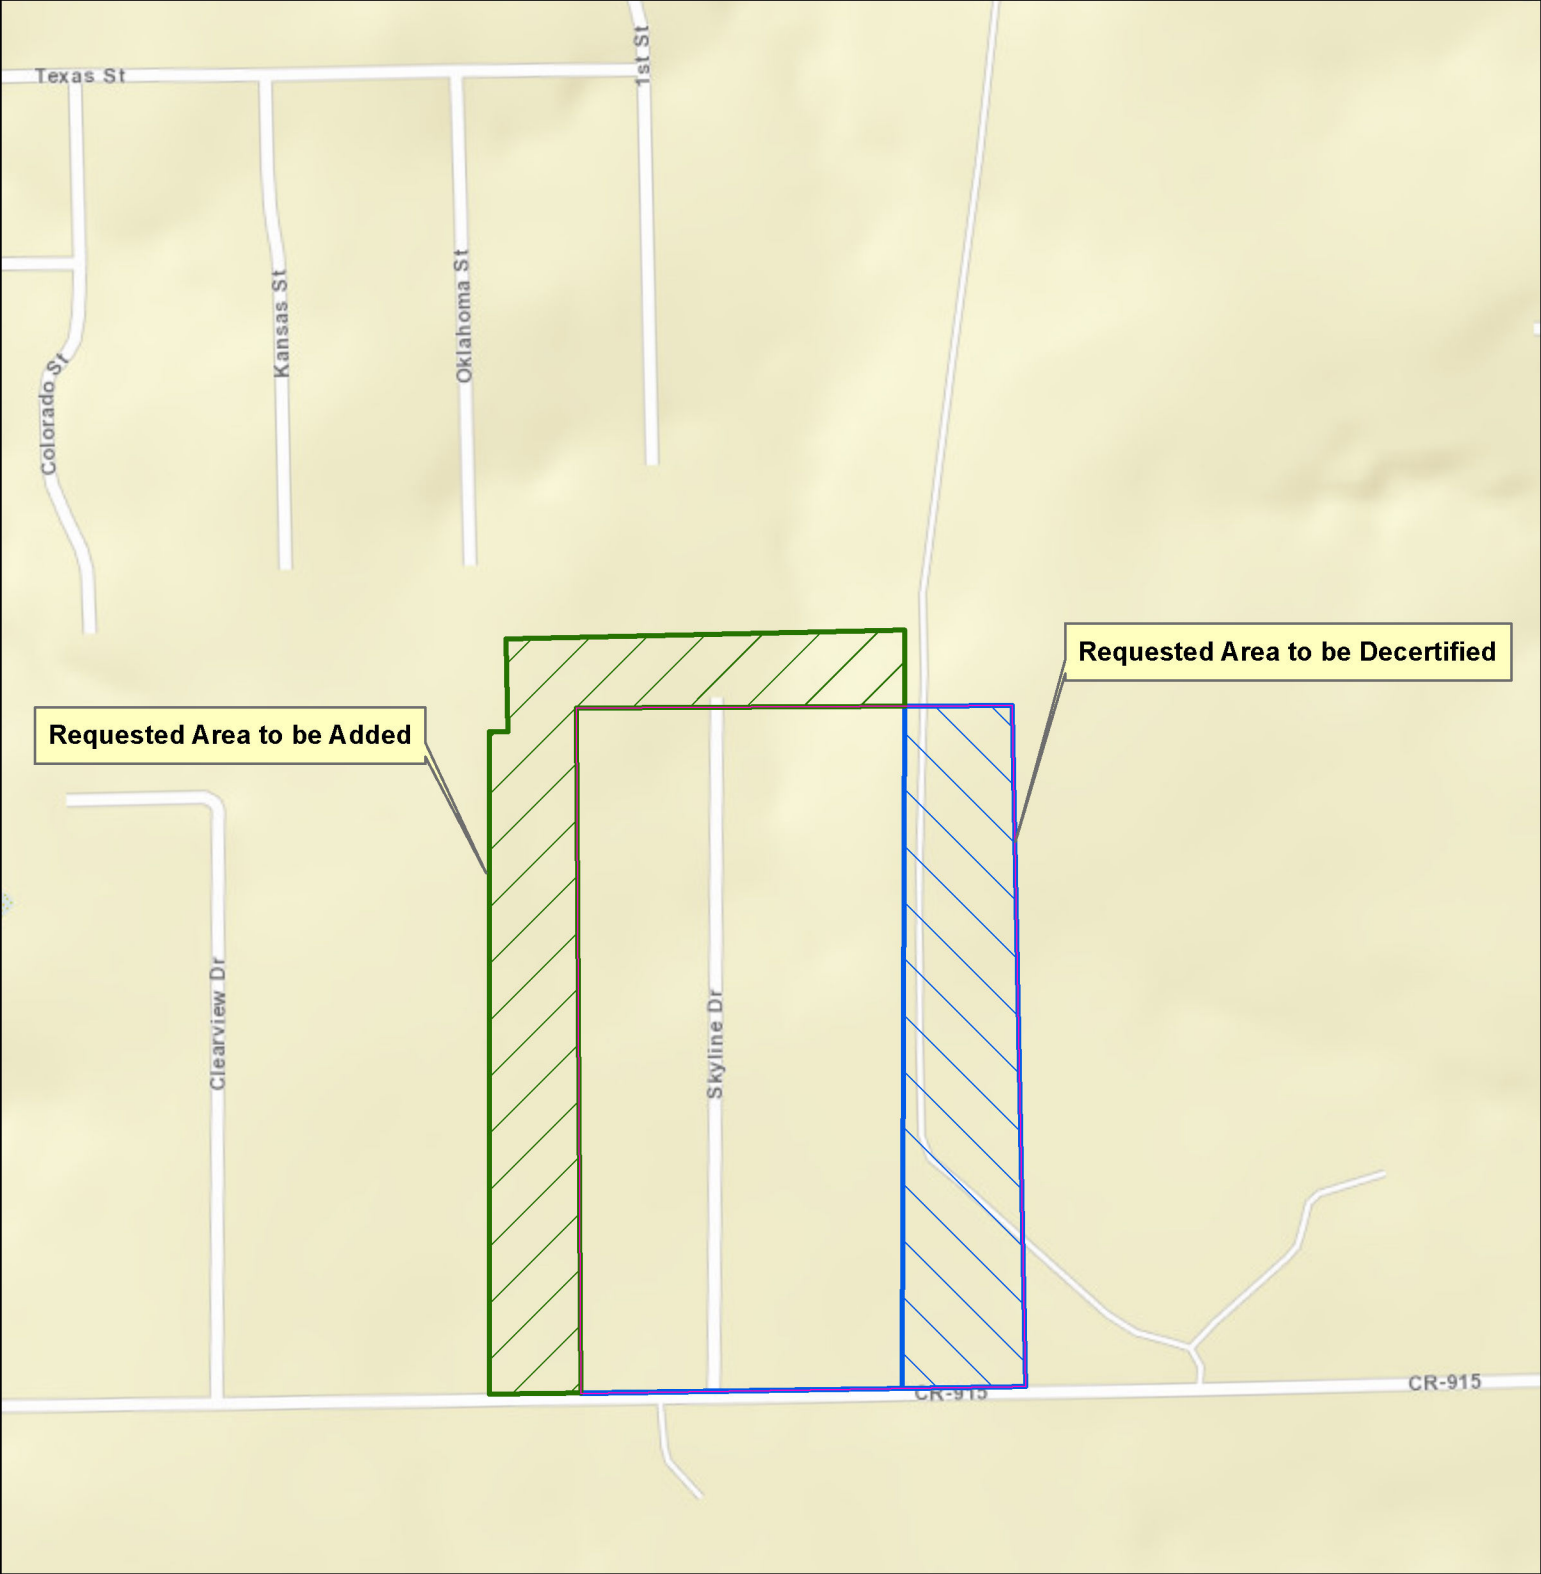 1st St
Texas St
Kansas St
Oklahoma St
Colorado St
Requested Area to be Decertified
Requested Area to be Added
Clearview Dr
Skyline Dr
CR-915
CR-915